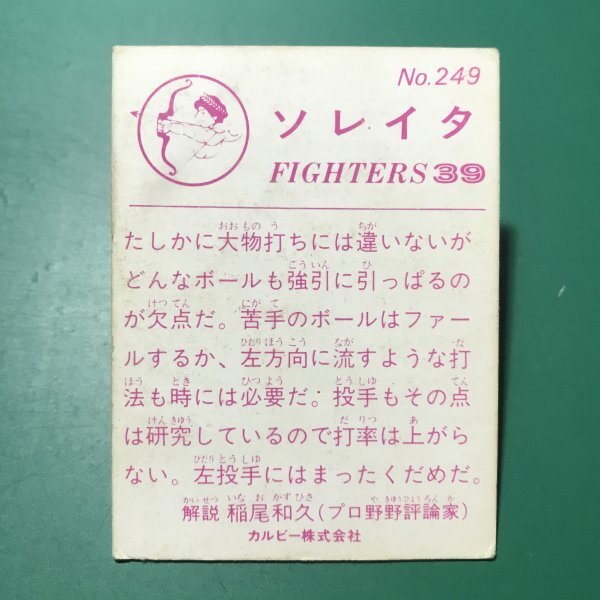 No.249
ソレイタ
FIGHTERS 39
たしかに大物打ちには違いないが
どんなボールも強引に引っぱるの
が欠点だ。苦手のボールはファー
ルするか、左方向に流すような打
法も時には必要だ。投手もその点
は研究しているので打率は上がら
ない。左投手にはまったくだめだ。
解説 稲尾和久(プロ野野評論家)
カルビー株式会社